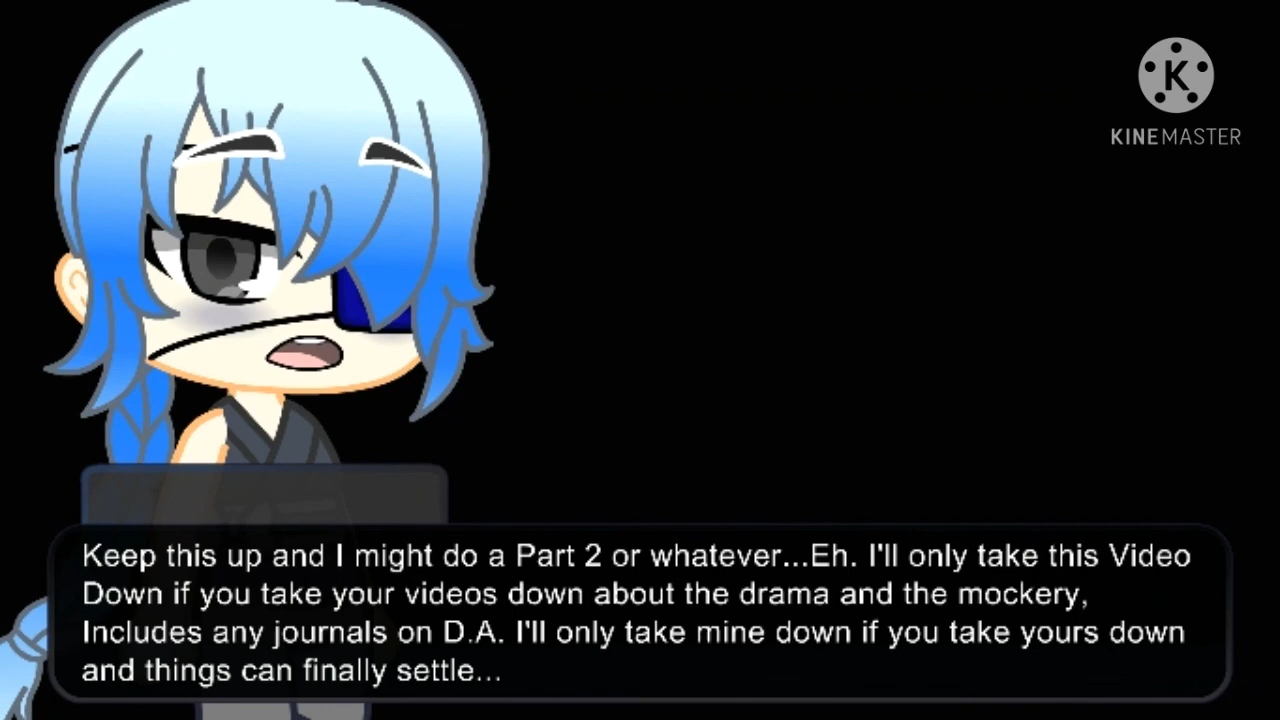 K
KINEMASTER
Keep this up and I might do a Part 2 or whatever...Eh. I'll only take this Video
Down if you take your videos down about the drama and the mockery,
Includes any journals on D.A. I'll only take mine down if you take yours down
and things can finally settle...